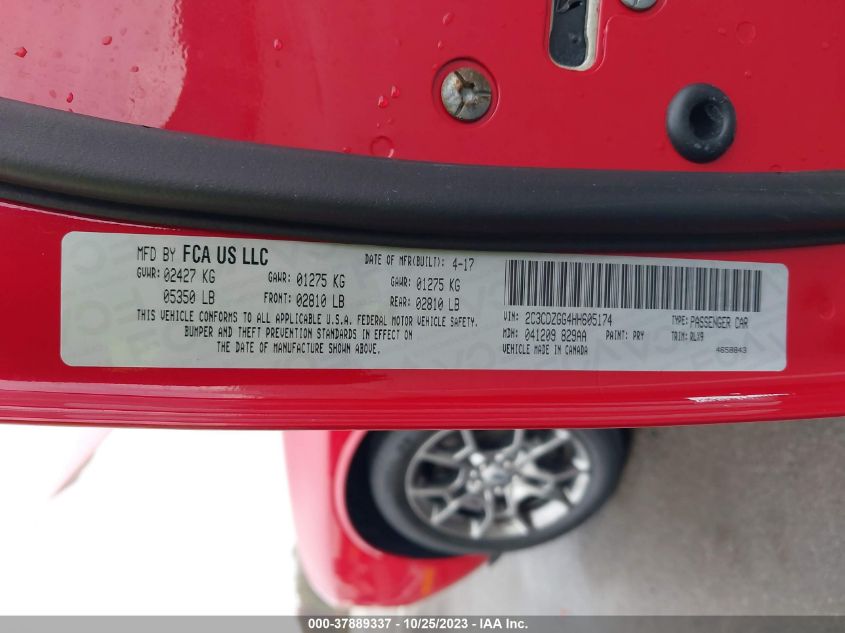 MFD BY FCA US LLC DATE OF MFR(BUILT): 4-17
GVWR: 02427 KG GAWR: 01275 KG GAWR: 01275 KG
05350 LB FRONT: 02810 LB REAR: 02810 LB
THIS VEHICLE CONFORMS TO ALL APPLICABLE U.S.A. FEDERAL MOTOR VEHICLE SAFETY,
BUMPER AND THEFT PREVENTION STANDARDS IN EFFECT ON
THE DATE OF MANUFACTURE SHOWN ABOVE.
VIN: 2C3CDZGG4HH605174 TYPE: PASSENGER CAR
MDH: 041209 829AA PAINT: PRY TRIM: RLX9
VEHICLE MADE IN CANADA 4658843
000-37889337 - 10/25/2023 - IAA Inc.